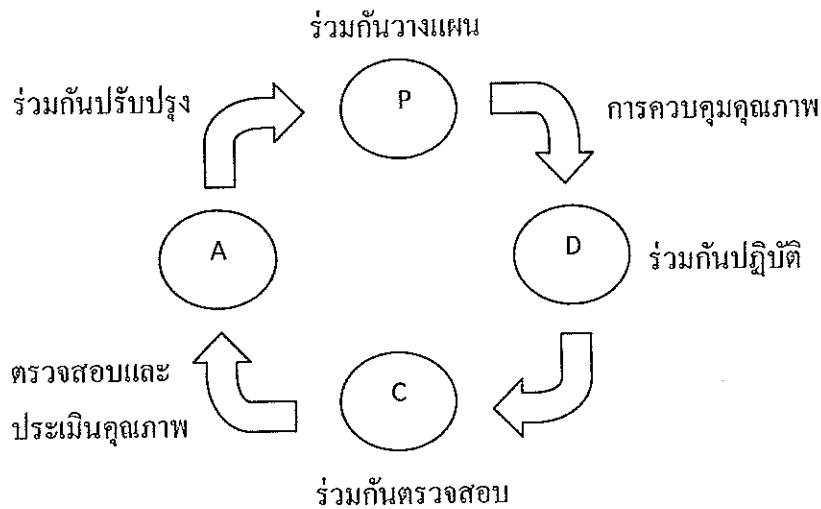 ร่วมกันวางแผน
P
ร่วมกันปรับปรุง
การควบคุมคุณภาพ
A
D
ร่วมกันปฏิบัติ
ตรวจสอบและ
ประเมินคุณภาพ
C
ร่วมกันตรวจสอบ